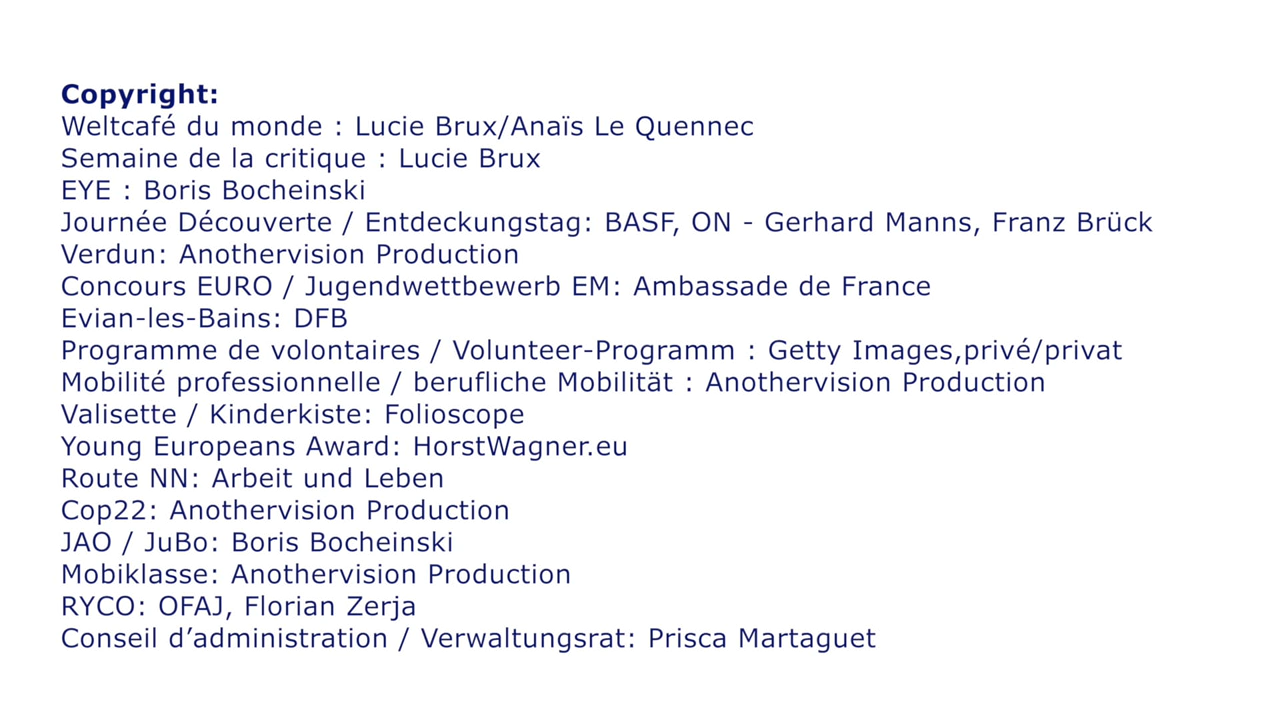 Copyright:
Weltcafé du monde : Lucie Brux/Anaïs Le Quennec
Semaine de la critique : Lucie Brux
EYE : Boris Bocheinski
Journée Découverte / Entdeckungstag: BASF, ON - Gerhard Manns, Franz Brück
Verdun: Anothervision Production
Concours EURO / Jugendwettbewerb EM: Ambassade de France
Evian-les-Bains: DFB
Programme de volontaires / Volunteer-Programm : Getty Images,privé/privat
Mobilité professionnelle / berufliche Mobilität : Anothervision Production
Valisette / Kinderkiste: Folioscope
Young Europeans Award: HorstWagner.eu
Route NN: Arbeit und Leben
Cop22: Anothervision Production
JAO / JuBo: Boris Bocheinski
Mobiklasse: Anothervision Production
RYCO: OFAJ, Florian Zerja
Conseil d’administration / Verwaltungsrat: Prisca Martaguet